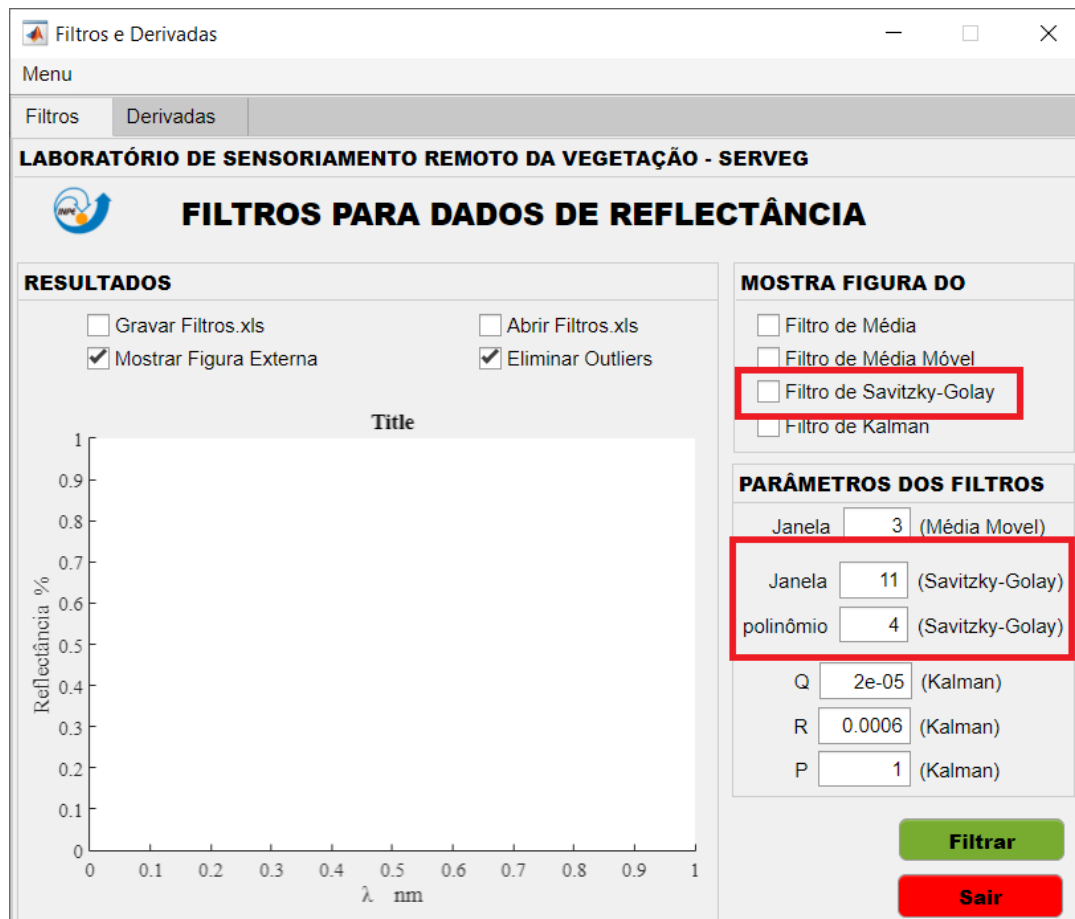 Filtros e Derivadas
Menu
Filtros Derivadas
LABORATÓRIO DE SENSORIAMENTO REMOTO DA VEGETAÇÃO - SERVEG
INPE
FILTROS PARA DADOS DE REFLECTÂNCIA
RESULTADOS
Gravar Filtros.xls Abrir Filtros.xls
Mostrar Figura Externa Eliminar Outliers
Title
1
0.9
0.8
0.7
0.6
0.5
0.4
0.3
0.2
0.1
0
Reflectância %
0 0.1 0.2 0.3 0.4 0.5 0.6 0.7 0.8 0.9 1
λ nm
MOSTRA FIGURA DO
Filtro de Média
Filtro de Média Móvel
Filtro de Savitzky-Golay
Filtro de Kalman
PARÂMETROS DOS FILTROS
Janela 3 (Média Movel)
Janela 11 (Savitzky-Golay)
polinômio 4 (Savitzky-Golay)
Q 2e-05 (Kalman)
R 0.0006 (Kalman)
P 1 (Kalman)
Filtrar
Sair